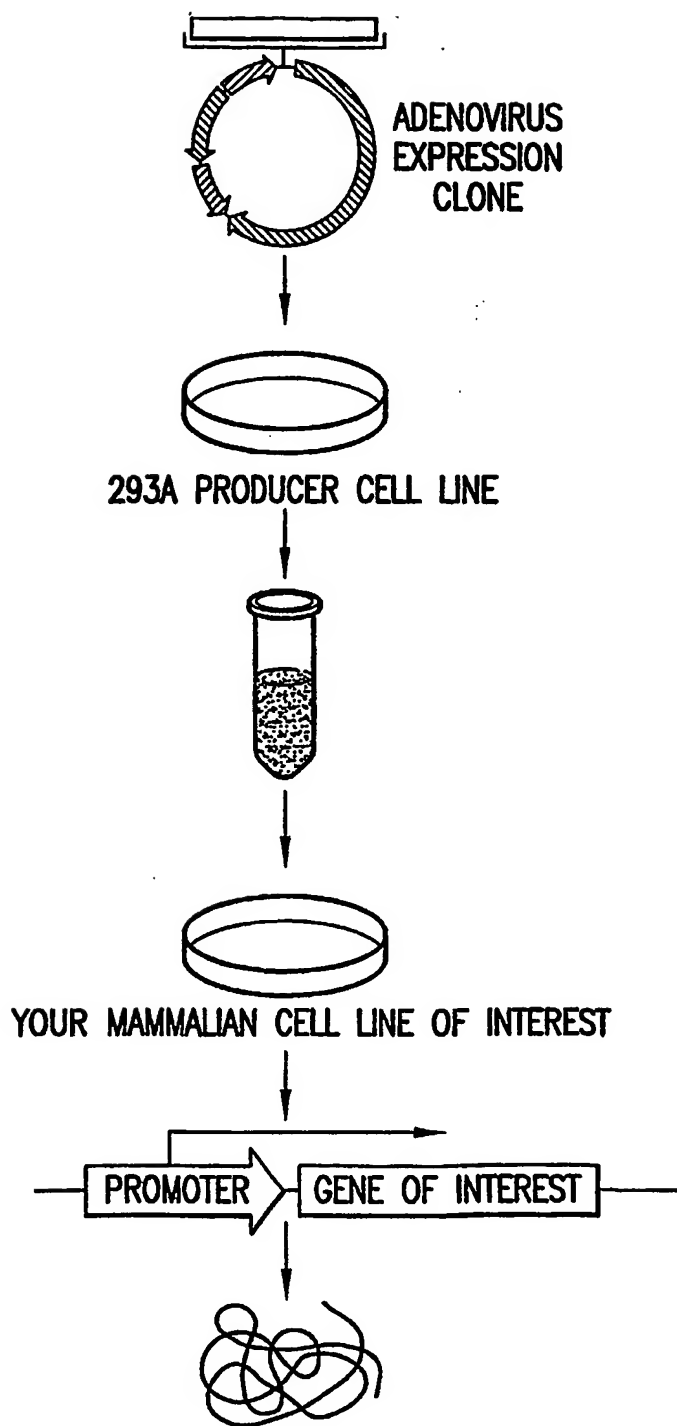 ADENOVIRUS
EXPRESSION
CLONE
293A PRODUCER CELL LINE
YOUR MAMMALIAN CELL LINE OF INTEREST
PROMOTER
GENE OF INTEREST